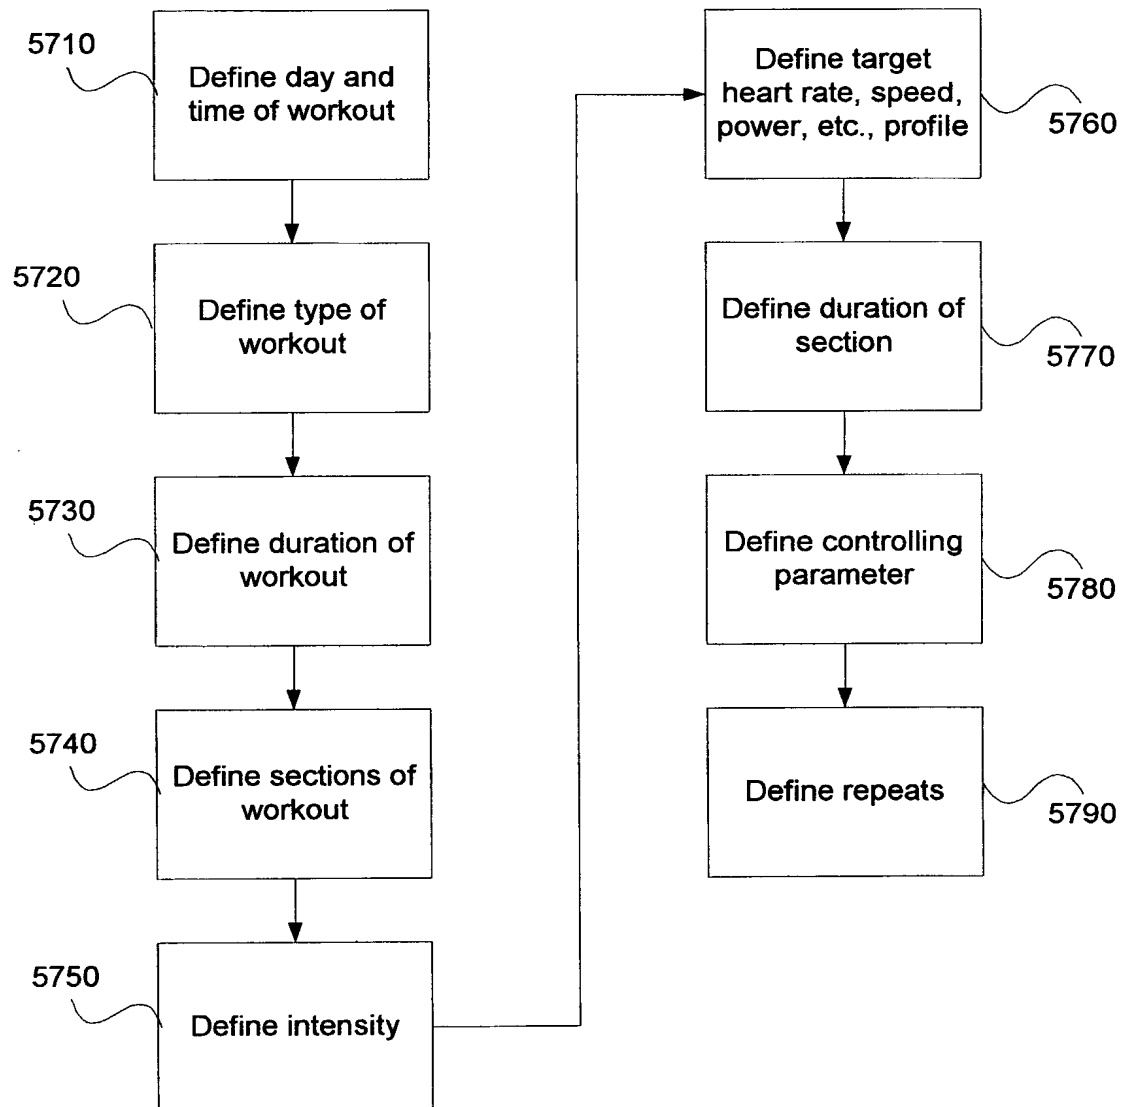 5710
Define day and
time of workout
5720
Define type of
workout
5730
Define duration of
workout
5740
Define sections of
workout
5750
Define intensity
Define target
heart rate, speed,
power, etc., profile
5760
Define duration of
section
5770
Define controlling
parameter
5780
Define repeats
5790